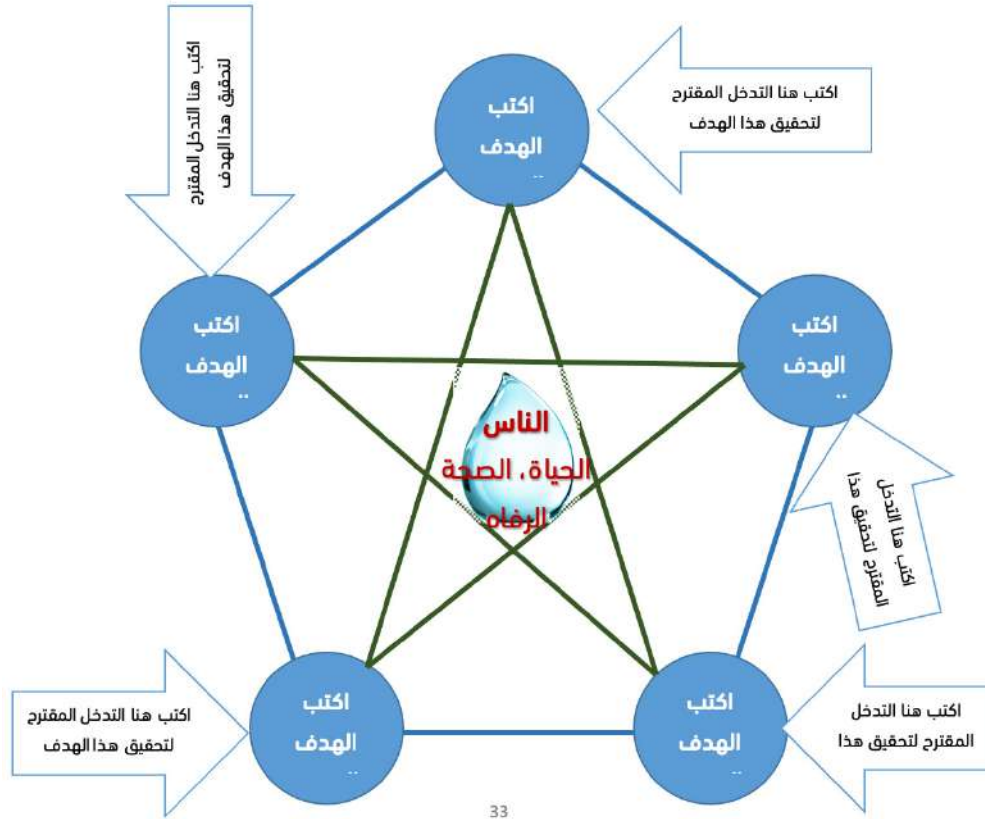 اكتب هنا التدخل المقترح
لتحقيق هذا الهدف
اكتب
الهدف
..
اكتب هنا التدخل المقترح
لتحقيق هذا الهدف
اكتب
الهدف
..
اكتب
الهدف
..
الناس
الحياة، الصحة
الرفاه
اكتب هنا التدخل
المقترح لتحقيق هذا
اكتب هنا التدخل المقترح
لتحقيق هذا الهدف
اكتب
الهدف
..
اكتب
الهدف
..
اكتب هنا التدخل
المقترح لتحقيق هذا
33